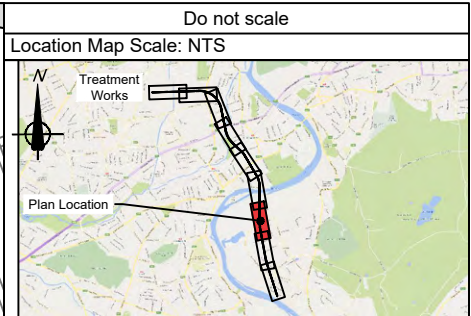 Do not scale
Location Map Scale: NTS
N
Treatment
Works
Plan Location